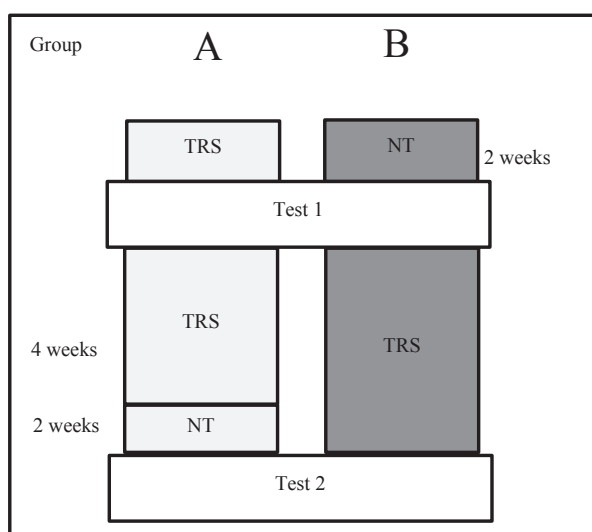 Group A B
TRS NT 2 weeks
Test 1
TRS TRS
4 weeks
2 weeks NT
Test 2